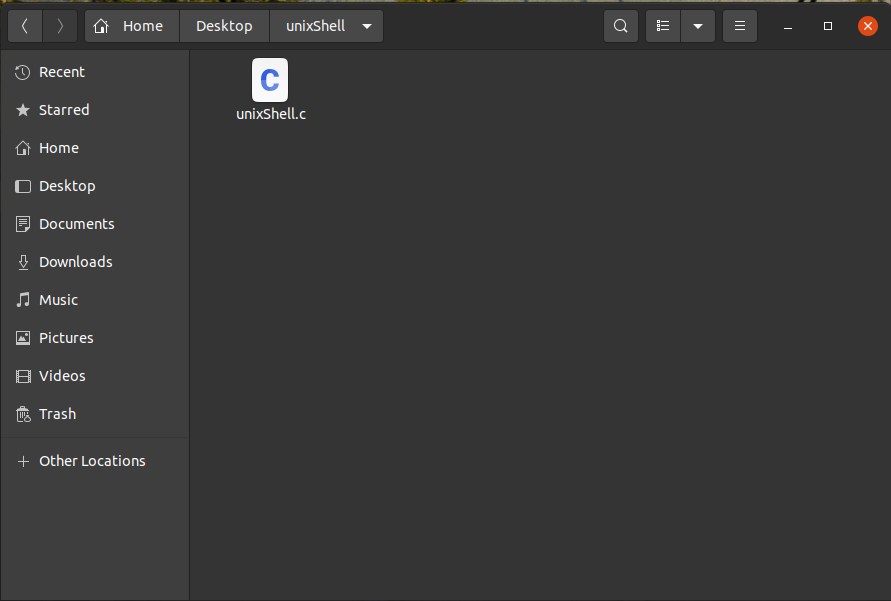 Home Desktop unixShell
Recent
Starred
Home
Desktop
Documents
Downloads
Music
Pictures
Videos
Trash
Other Locations
C
unixShell.c